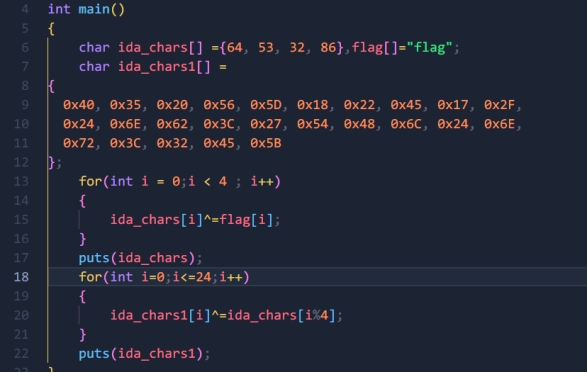 4 int main()
5 {
6 char ida_chars[] ={64, 53, 32, 86},flag[]="flag";
7 char ida_chars1[] =
8 {
9 0x40, 0x35, 0x20, 0x56, 0x5D, 0x18, 0x22, 0x45, 0x17, 0x2F,
10 0x24, 0x6E, 0x62, 0x3C, 0x27, 0x54, 0x48, 0x6C, 0x24, 0x6E,
11 0x72, 0x3C, 0x32, 0x45, 0x5B
12 };
13 for(int i = 0;i < 4 ; i++)
14 {
15 ida_chars[i]^=flag[i];
16 }
17 puts(ida_chars);
18 for(int i=0;i<=24;i++)
19 {
20 ida_chars1[i]^=ida_chars[i%4];
21 }
22 puts(ida_chars1);
23 }